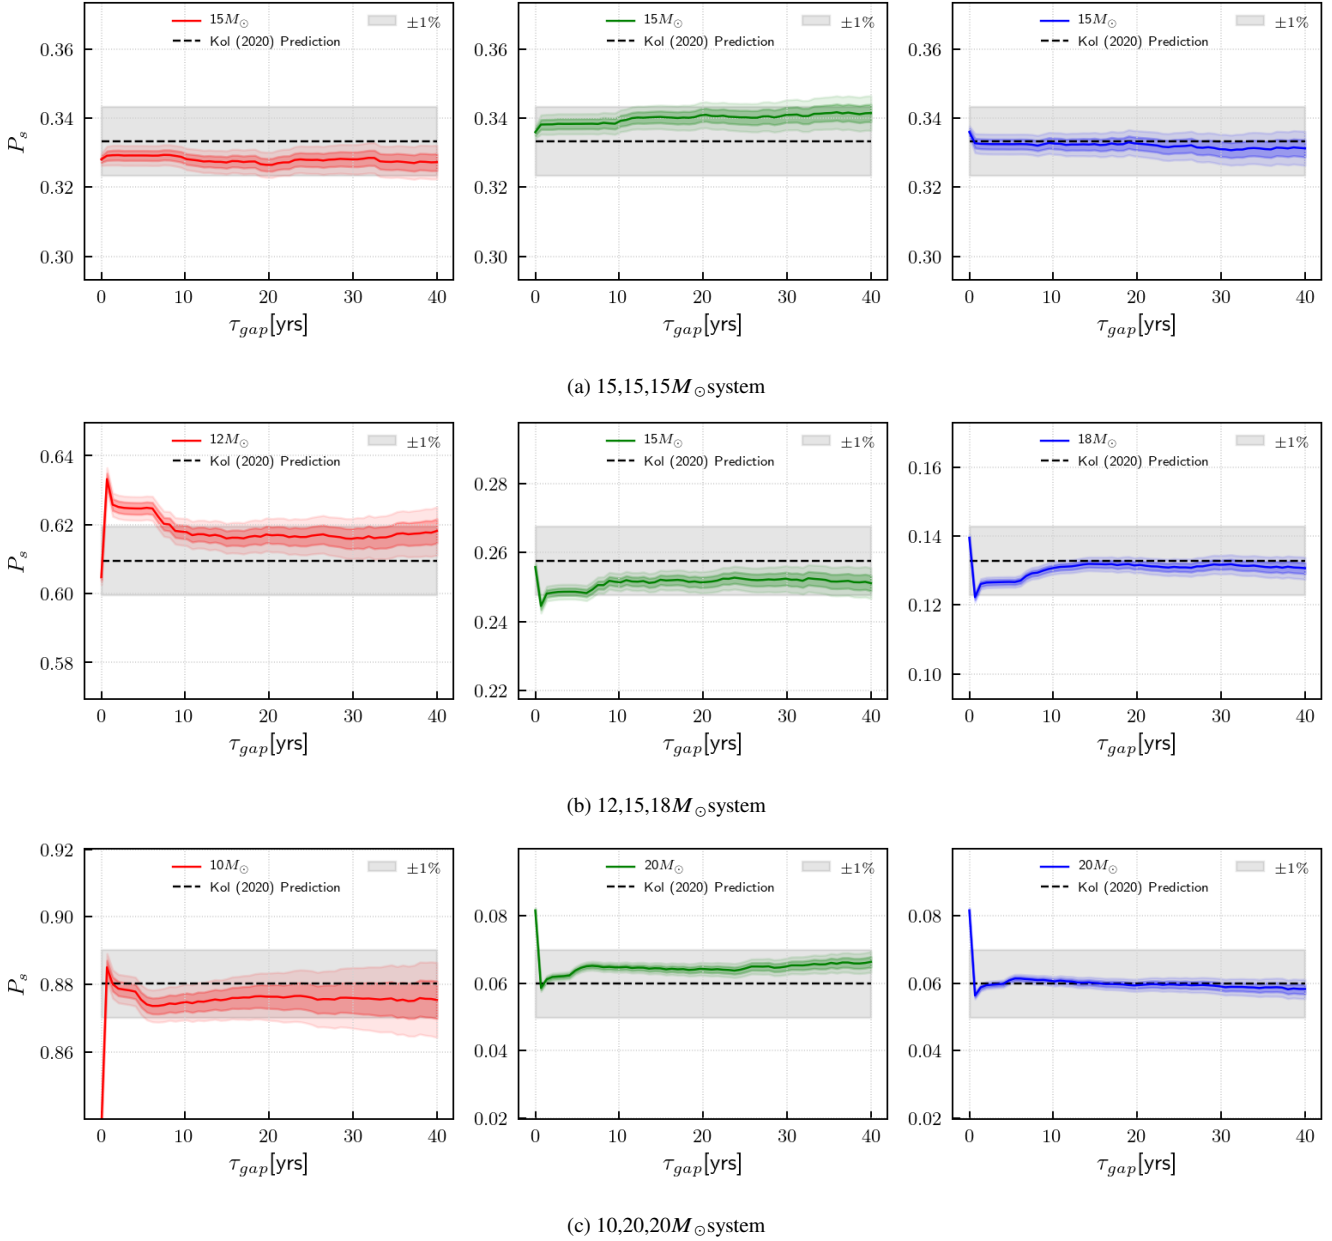 15M⊙
±1%
Kol (2020) Prediction
15M⊙
±1%
Kol (2020) Prediction
15M⊙
±1%
Kol (2020) Prediction
0.36
0.34
0.32
0.30
P_s
0.36
0.34
0.32
0.30
0.36
0.34
0.32
0.30
0 10 20 30 40
0 10 20 30 40
0 10 20 30 40
τ_gap[yrs]
τ_gap[yrs]
τ_gap[yrs]
(a) 15,15,15M⊙system
12M⊙
±1%
Kol (2020) Prediction
15M⊙
±1%
Kol (2020) Prediction
18M⊙
±1%
Kol (2020) Prediction
0.64
0.62
0.60
0.58
P_s
0.28
0.26
0.24
0.22
0.16
0.14
0.12
0.10
0 10 20 30 40
0 10 20 30 40
0 10 20 30 40
τ_gap[yrs]
τ_gap[yrs]
τ_gap[yrs]
(b) 12,15,18M⊙system
10M⊙
±1%
Kol (2020) Prediction
20M⊙
±1%
Kol (2020) Prediction
20M⊙
±1%
Kol (2020) Prediction
0.92
0.90
0.88
0.86
P_s
0.08
0.06
0.04
0.02
0.08
0.06
0.04
0.02
0 10 20 30 40
0 10 20 30 40
0 10 20 30 40
τ_gap[yrs]
τ_gap[yrs]
τ_gap[yrs]
(c) 10,20,20M⊙system